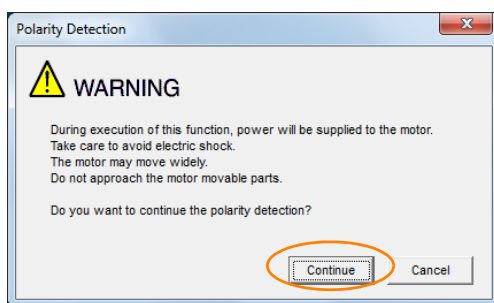 Polarity Detection
WARNING
During execution of this function, power will be supplied to the motor.
Take care to avoid electric shock.
The motor may move widely.
Do not approach the motor movable parts.
Do you want to continue the polarity detection?
Continue
Cancel